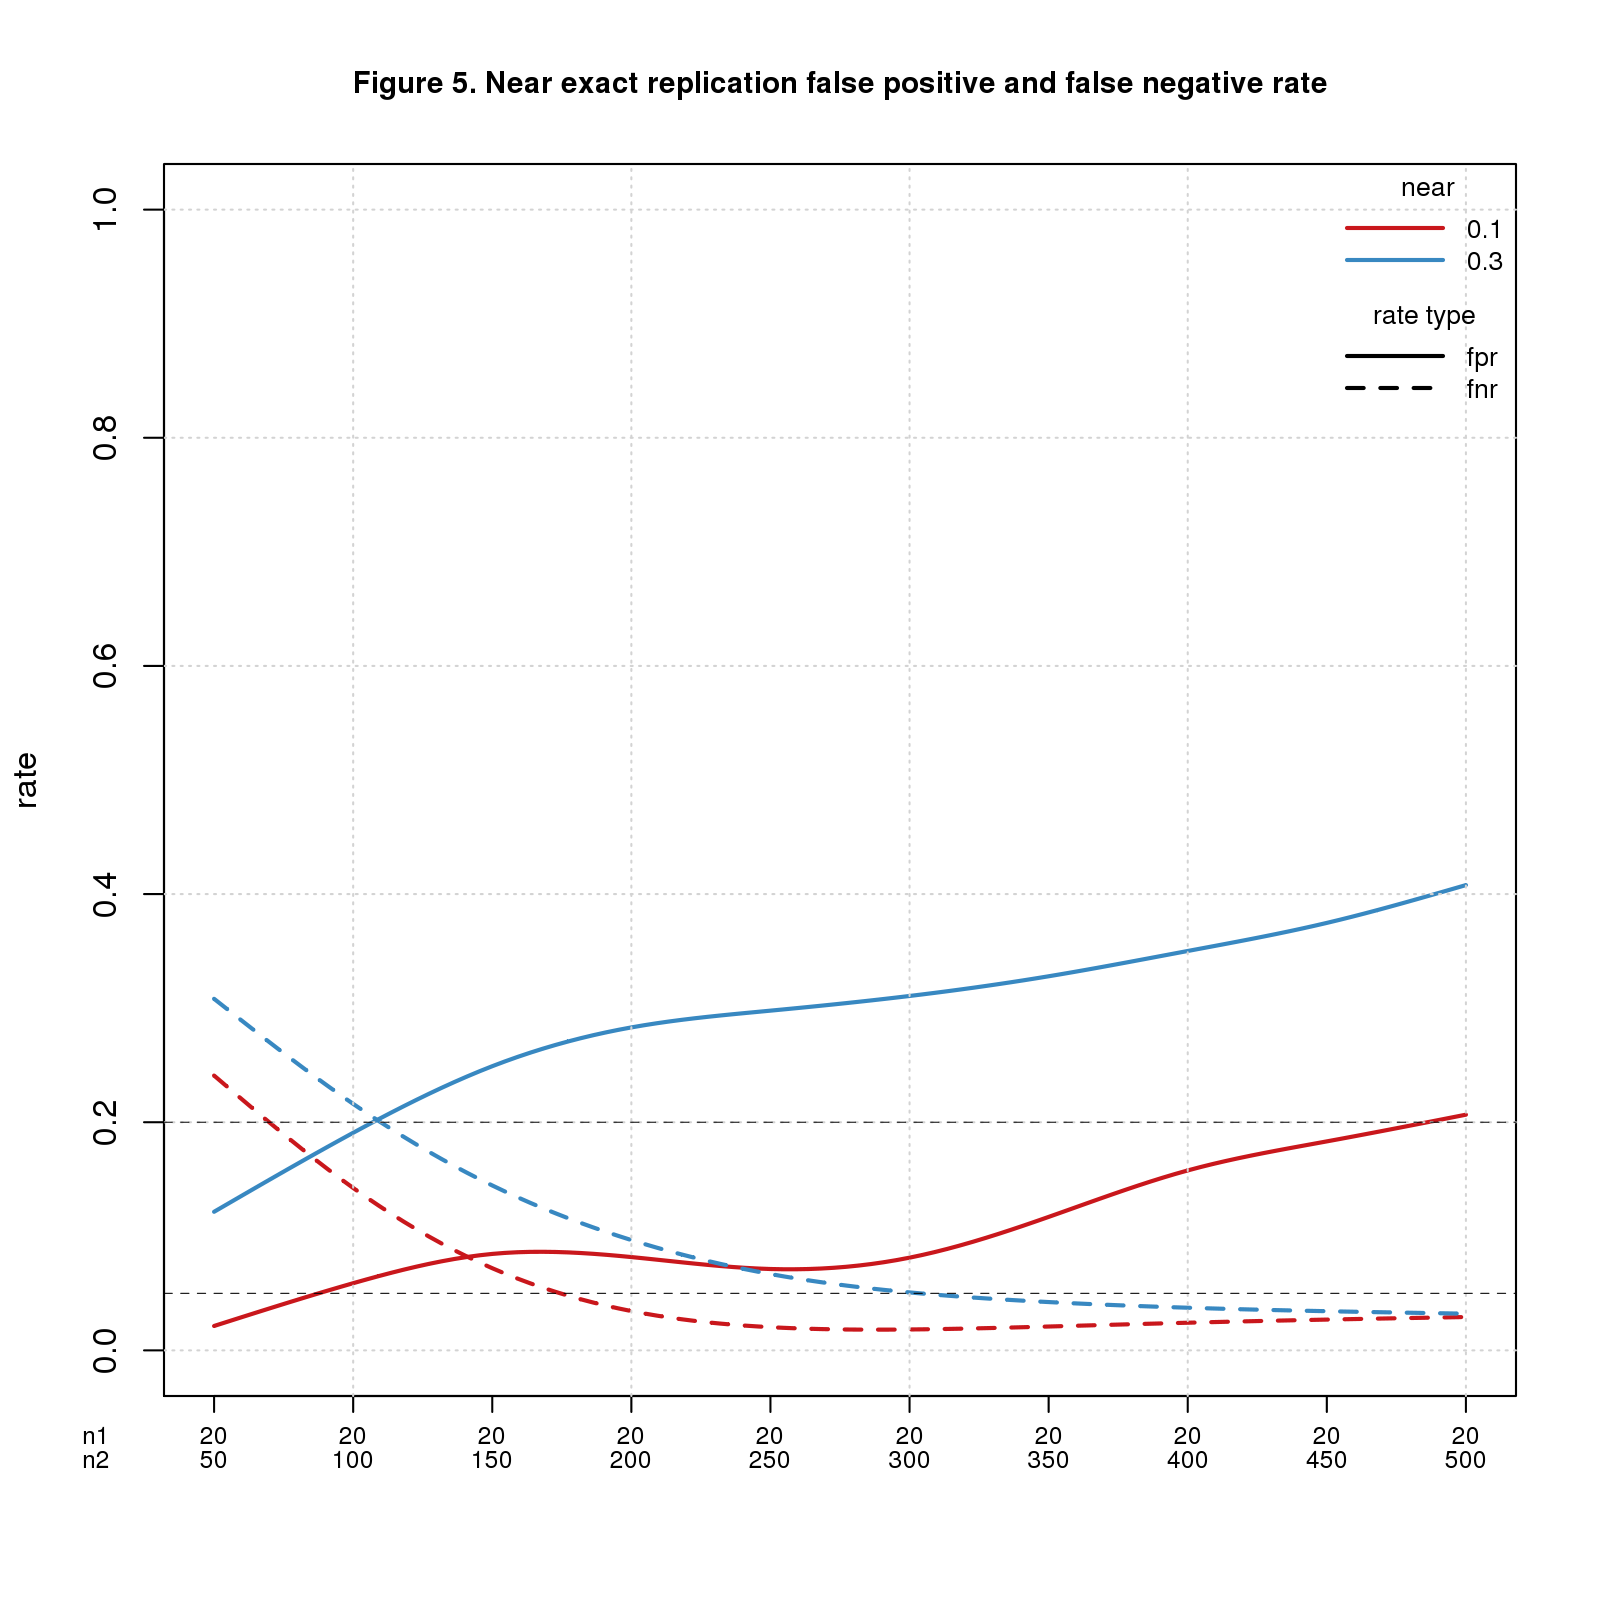 Figure 5. Near exact replication false positive and false negative rate
near
0.1
0.3
rate type
fpr
fnr
rate
1.0
0.8
0.6
0.4
0.2
0.0
n1 20 20 20 20 20 20 20 20 20 20
n2 50 100 150 200 250 300 350 400 450 500